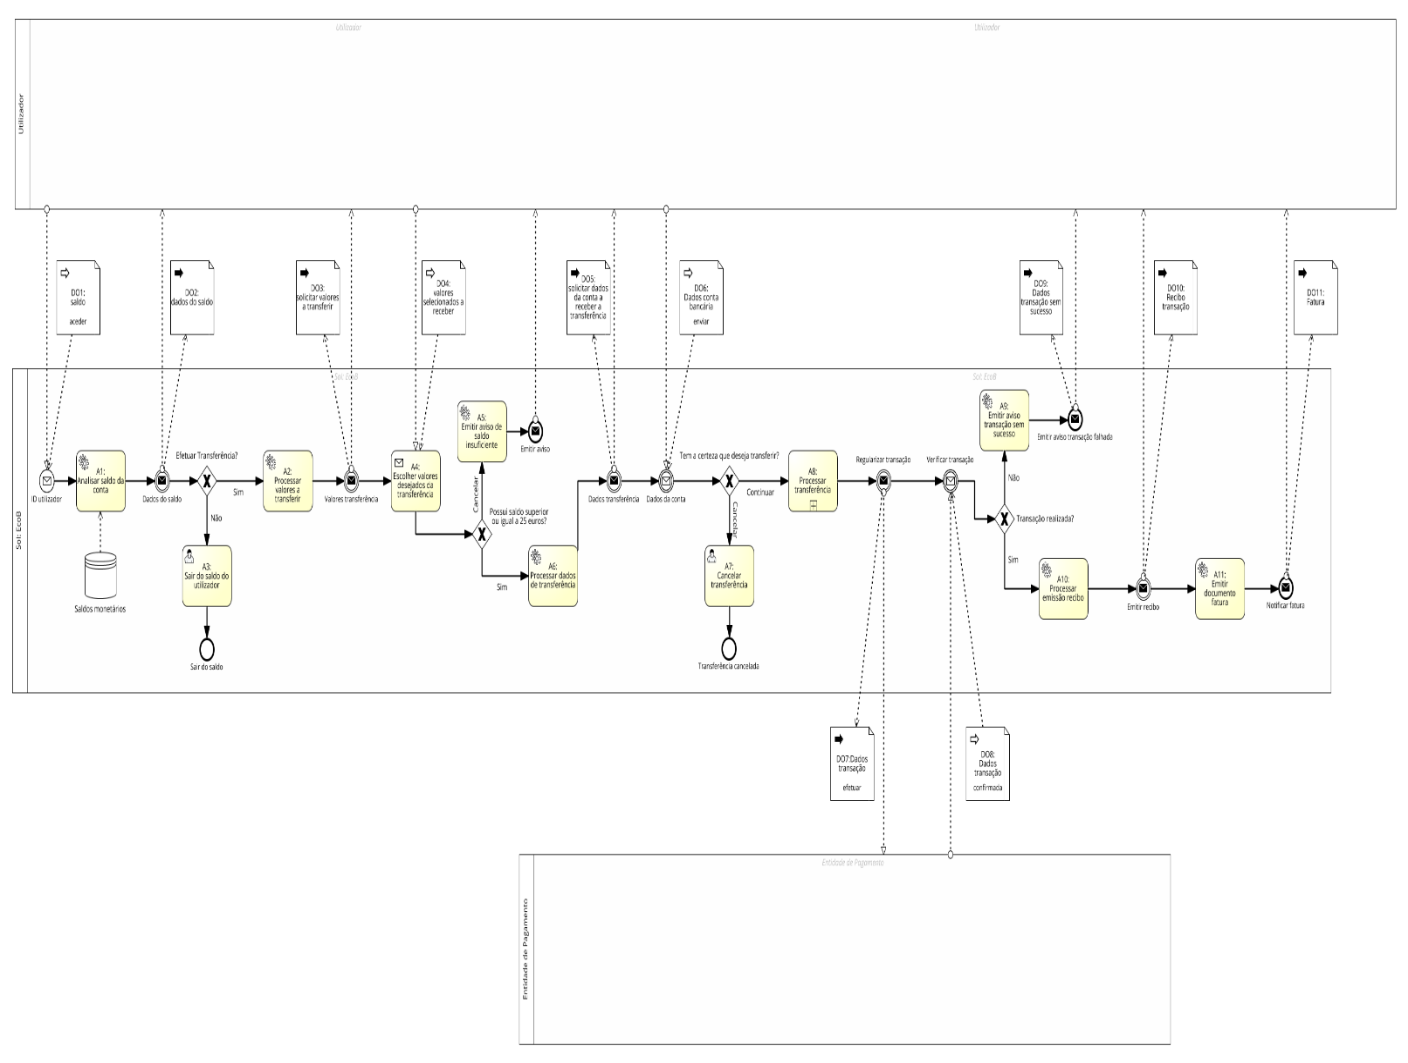 Utilizador
Utilizador
Utilizador
DO1:
saldo
aceder
DO2:
dados do saldo
DO3:
solicitar valores
a transferir
DO4:
valores
selecionados a
receber
DO5:
solicitar dados
da conta a
receber a
transferência
DO6:
Dados conta
bancária
enviar
DO9:
Dados
transação sem
sucesso
DO10:
Recibo
transação
DO11:
Fatura
Sol: EcoB
Sol: EcoB
Sol: EcoB
ID utilizador
A1:
Analisar saldo da
conta
Saldos monetários
Dados do saldo
Efetuar Transferência?
Sim
Não
A3:
Sair do saldo do
utilizador
Sair do saldo
A2:
Processar
valores a
transferir
Valores transferência
A4:
Escolher valores
desejados da
transferência
Cancelar
Possui saldo superior
ou igual a 25 euros?
Sim
A5:
Emitir aviso de
saldo
insuficiente
Emitir aviso
A6:
Processar dados
de transferência
Dados transferência
Dados da conta
Tem a certeza que deseja transferir?
Continuar
Cancelar
A7:
Cancelar
transferência
Transferência cancelada
A8:
Processar
transferência
Regularizar transação
Verificar transação
Transação realizada?
Não
Sim
A9:
Emitir aviso
transação sem
sucesso
Emitir aviso transação falhada
A10:
Processar
emissão recibo
Emitir recibo
A11:
Emitir
documento
fatura
Notificar fatura
DO7:Dados
transação
efetuar
DO8:
Dados
transação
confirmada
Entidade de Pagamento
Entidade de Pagamento